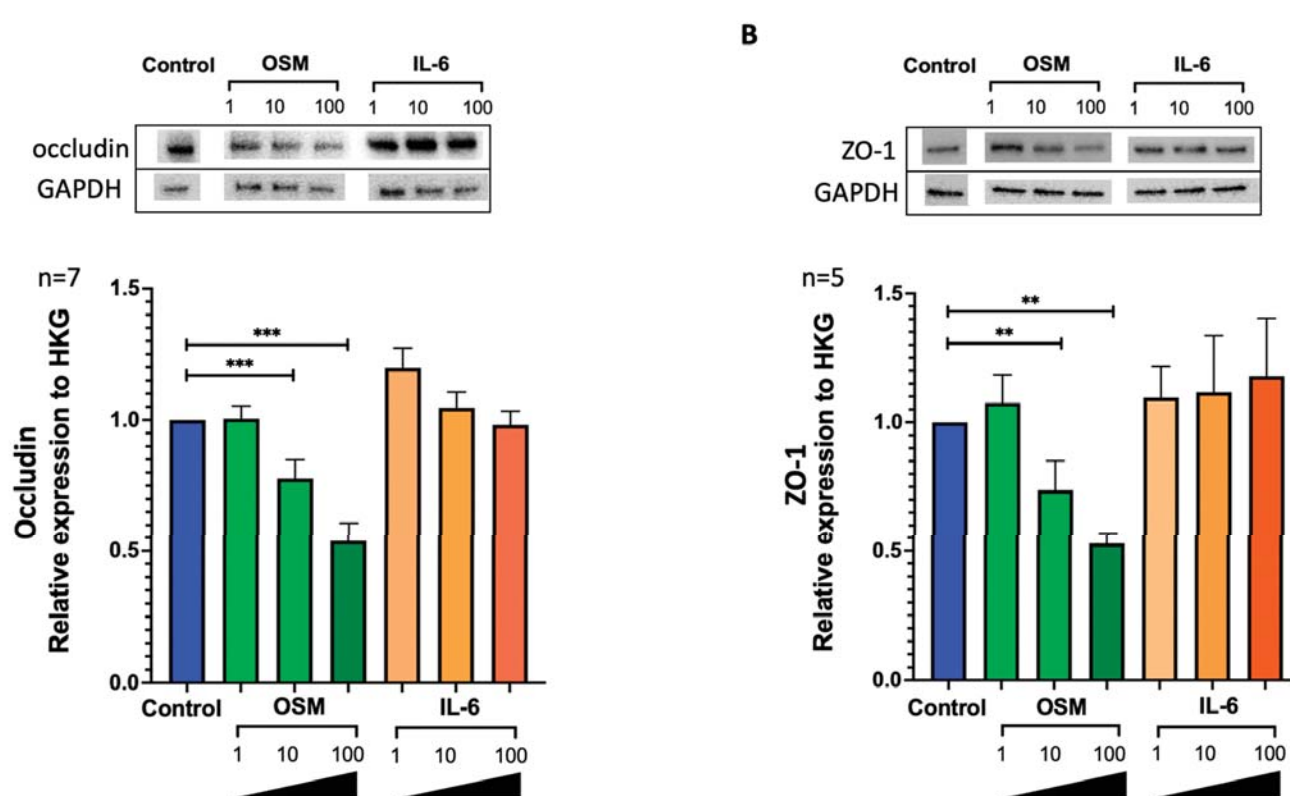 Control OSM IL-6
1 10 100 1 10 100
occludin
GAPDH
n=7
Occludin
Relative expression to HKG
1.5
1.0
0.5
0.0
***
***
Control OSM IL-6
1 10 100 1 10 100
B
Control OSM IL-6
1 10 100 1 10 100
ZO-1
GAPDH
n=5
ZO-1
Relative expression to HKG
1.5
1.0
0.5
0.0
**
**
Control OSM IL-6
1 10 100 1 10 100